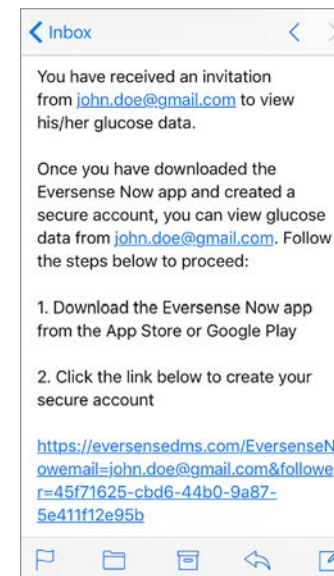 Inbox
You have received an invitation
from john.doe@gmail.com to view
his/her glucose data.
Once you have downloaded the
Eversense Now app and created a
secure account, you can view glucose
data from john.doe@gmail.com. Follow
the steps below to proceed:
1. Download the Eversense Now app
from the App Store or Google Play
2. Click the link below to create your
secure account
https://eversensedms.com/EversenseN
owemail=john.doe@gmail.com&followe
r=45f71625-cbd6-44b0-9a87-
5e411f12e95b